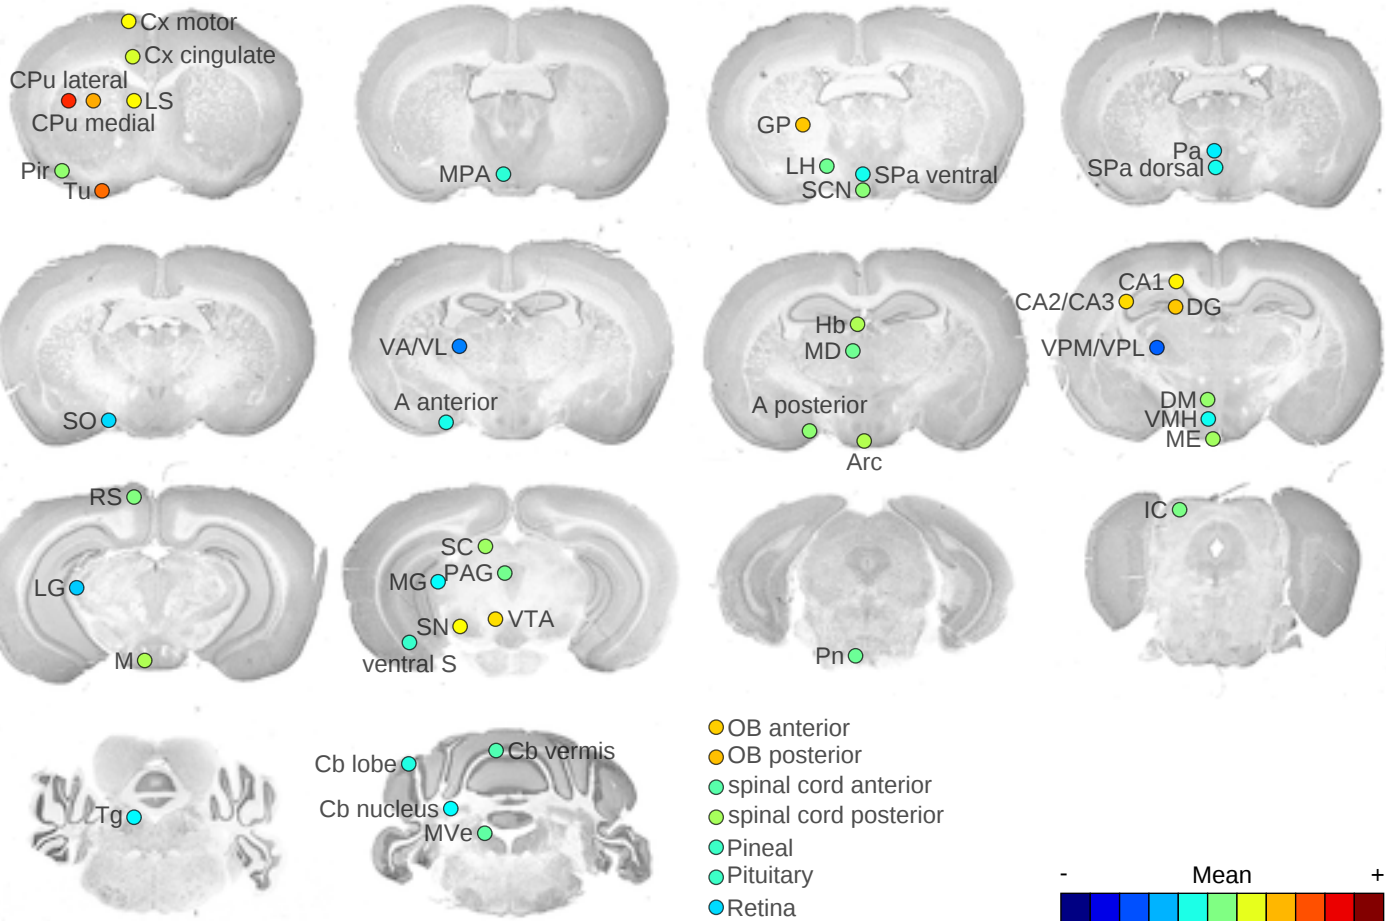 Cx motor
Cx cingulate
CPu lateral
LS
CPu medial
Pir
Tu
MPA
GP
LH
SPa ventral
SCN
Pa
SPa dorsal
SO
VA/VL
A anterior
Hb
MD
A posterior
Arc
CA1
CA2/CA3
DG
VPM/VPL
DM
VMH
ME
RS
LG
M
SC
PAG
MG
SN
VTA
ventral S
Pn
IC
Tg
Cb lobe
Cb vermis
Cb nucleus
MVe
OB anterior
OB posterior
spinal cord anterior
spinal cord posterior
Pineal
Pituitary
Retina
- Mean +